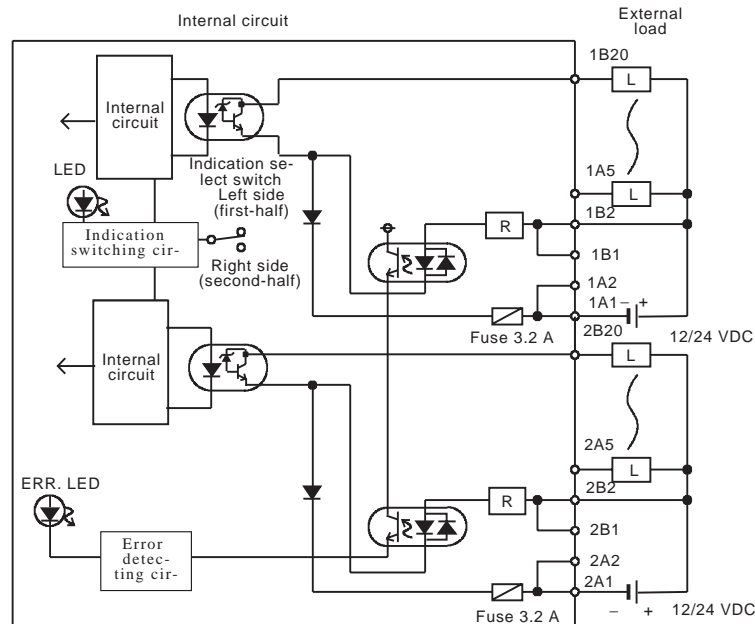 Internal circuit
External
load
1B20
L
Internal
circuit
LED
Indication se-
lect switch
Left side
(first-half)
1A5
L
1B2
R
Indication
switching cir-
Right side
(second-half)
1B1
1A2
1A1
– +
Fuse 3.2 A
2B20
12/24 VDC
L
Internal
circuit
2A5
L
ERR. LED
2B2
R
2B1
Error
detec-
ting cir-
2A2
2A1
Fuse 3.2 A
– +
12/24 VDC